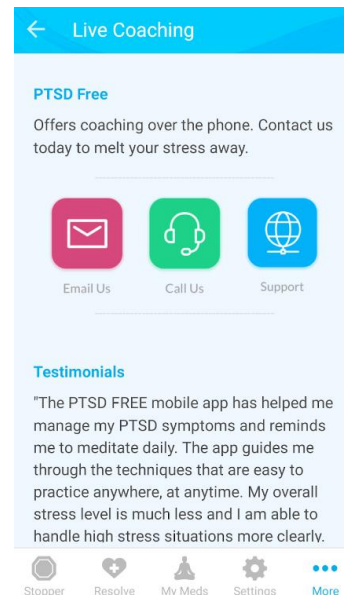 Live Coaching
PTSD Free
Offers coaching over the phone. Contact us
today to melt your stress away.
Email Us
Call Us
Support
Testimonials
"The PTSD FREE mobile app has helped me
manage my PTSD symptoms and reminds
me to meditate daily. The app guides me
through the techniques that are easy to
practice anywhere, at anytime. My overall
stress level is much less and I am able to
handle high stress situations more clearly.
Stopper
Resolve
My Meds
Settings
More